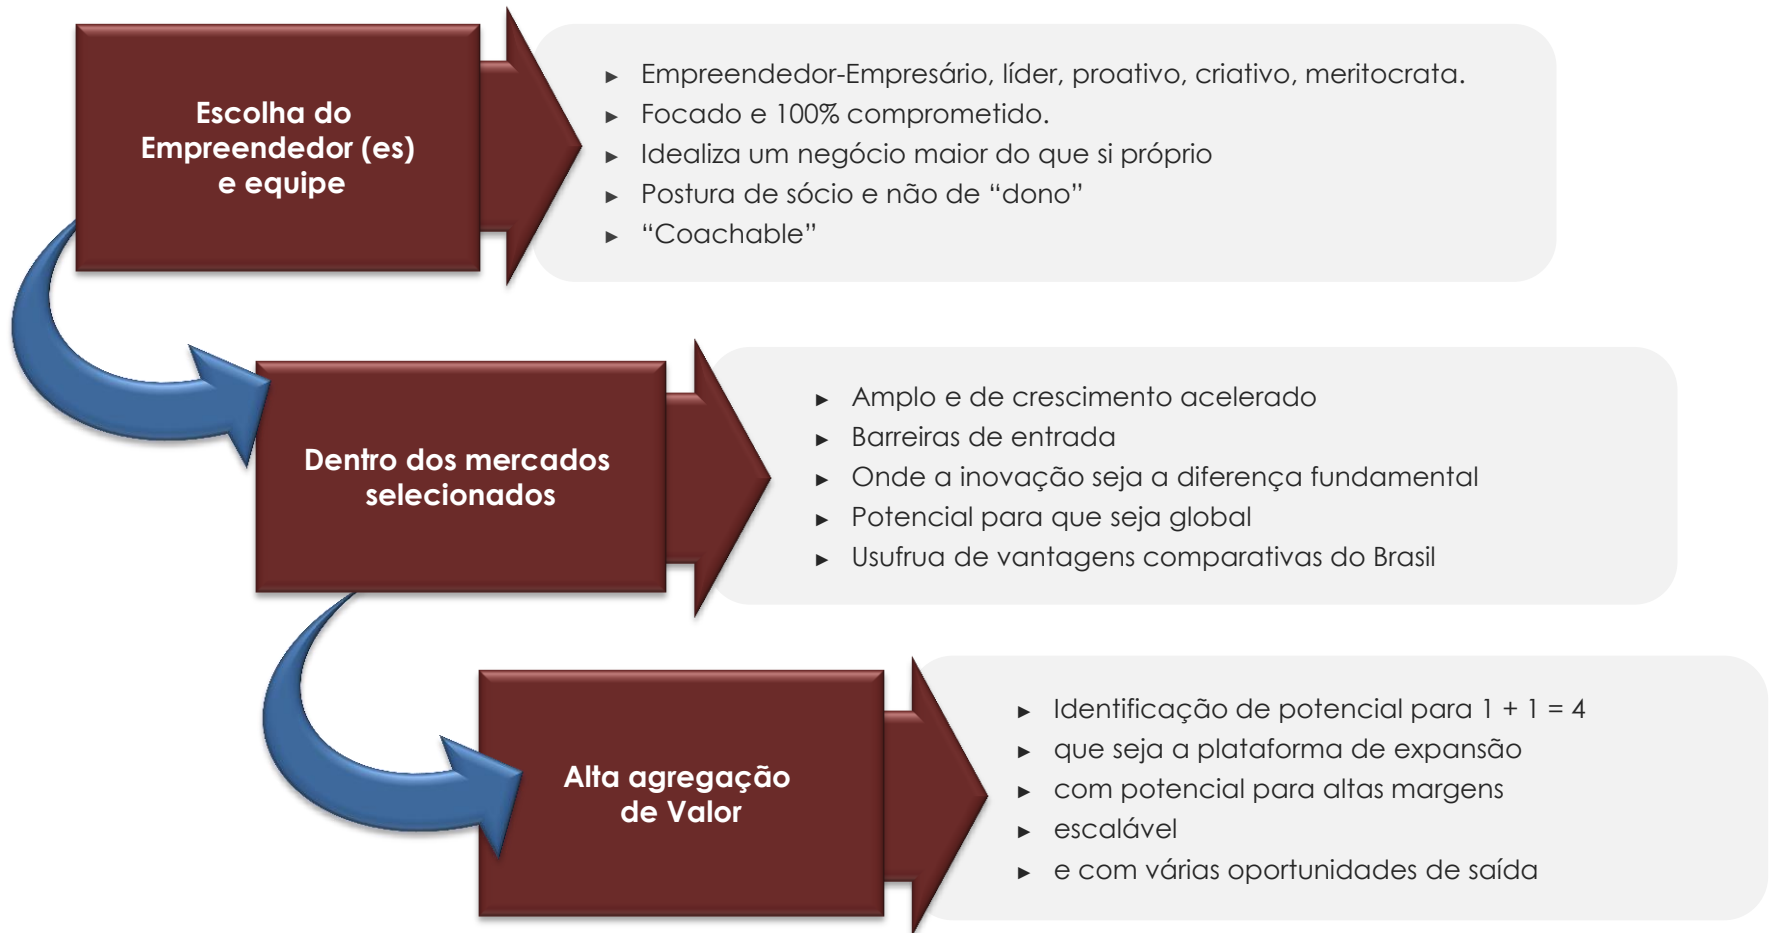 Escolha do
Empreendedor (es)
e equipe
► Empreendedor-Empresário, líder, proativo, criativo, meritocrata.
► Focado e 100% comprometido.
► Idealiza um negócio maior do que si próprio
► Postura de sócio e não de “dono”
► “Coachable”
Dentro dos mercados
selecionados
► Amplo e de crescimento acelerado
► Barreiras de entrada
► Onde a inovação seja a diferença fundamental
► Potencial para que seja global
► Usufrua de vantagens comparativas do Brasil
Alta agregação
de Valor
► Identificação de potencial para 1 + 1 = 4
► que seja a plataforma de expansão
► com potencial para altas margens
► escalável
► e com várias oportunidades de saída